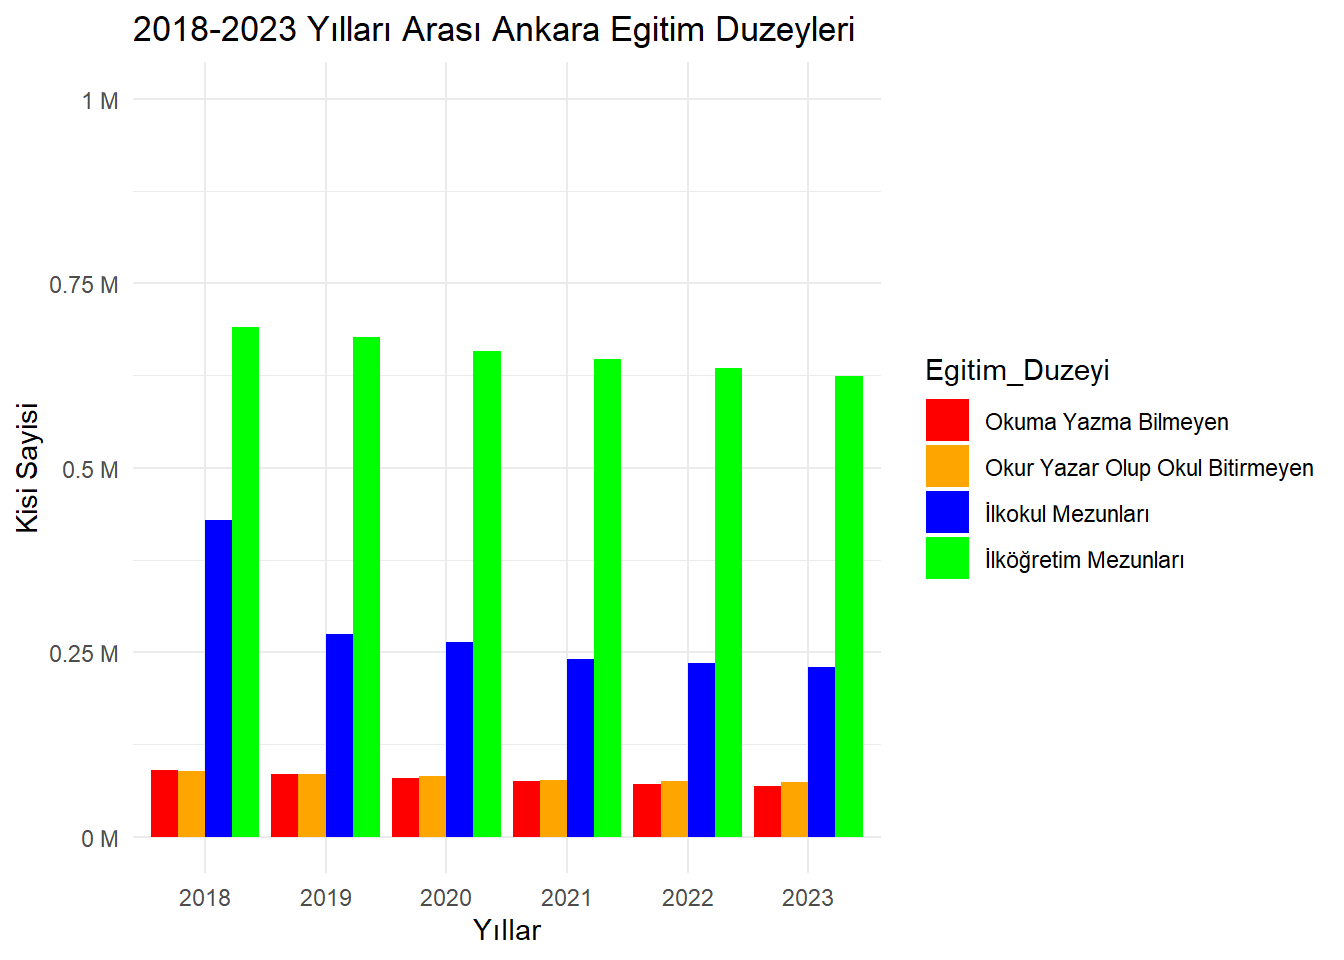 2018-2023 Yılları Arası Ankara Egitim Duzeyleri
1 M
0.75 M
0.5 M
0.25 M
0 M
Kisi Sayisi
2018 2019 2020 2021 2022 2023
Yıllar
Egitim_Duzeyi
Okuma Yazma Bilmeyen
Okur Yazar Olup Okul Bitirmeyen
İlkokul Mezunları
İlköğretim Mezunları